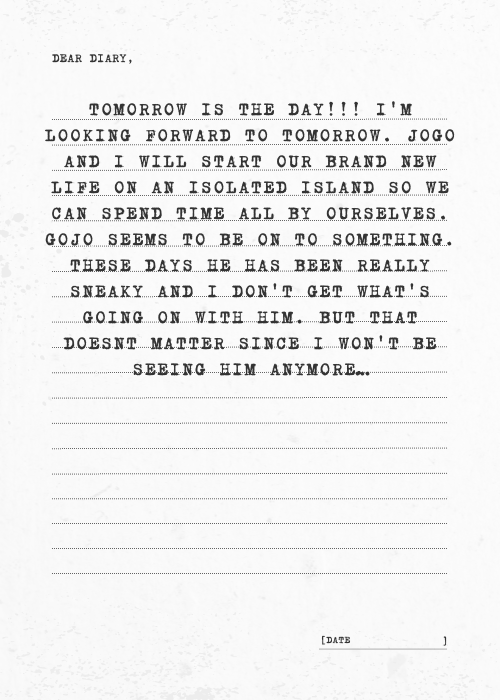 DEAR DIARY,
TOMORROW IS THE DAY!!! I'M
LOOKING FORWARD TO TOMORROW. JOGO
AND I WILL START OUR BRAND NEW
LIFE ON AN ISOLATED ISLAND SO WE
CAN SPEND TIME ALL BY OURSELVES.
GOJO SEEMS TO BE ON TO SOMETHING.
THESE DAYS HE HAS BEEN REALLY
SNEAKY AND I DON'T GET WHAT'S
GOING ON WITH HIM. BUT THAT
DOESNT MATTER SINCE I WON'T BE
SEEING HIM ANYMORE…
[DATE ]